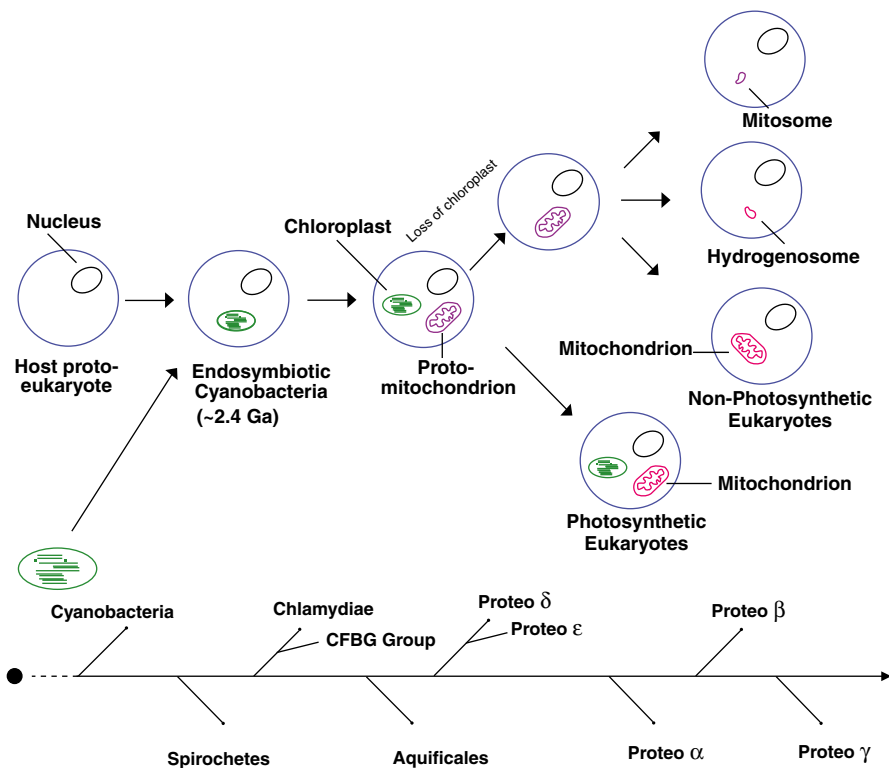 Mitosome
Loss of chloroplast
Nucleus
Chloroplast
Hydrogenosome
Host proto-
eukaryote
Endosymbiotic
Cyanobacteria
(~2.4 Ga)
Proto-
mitochondrion
Mitochondrion
Non-Photosynthetic
Eukaryotes
Mitochondrion
Photosynthetic
Eukaryotes
Cyanobacteria
Chlamydiae
CFBG Group
Proteo δ
Proteo ε
Proteo β
Spirochetes
Aquificales
Proteo α
Proteo γ